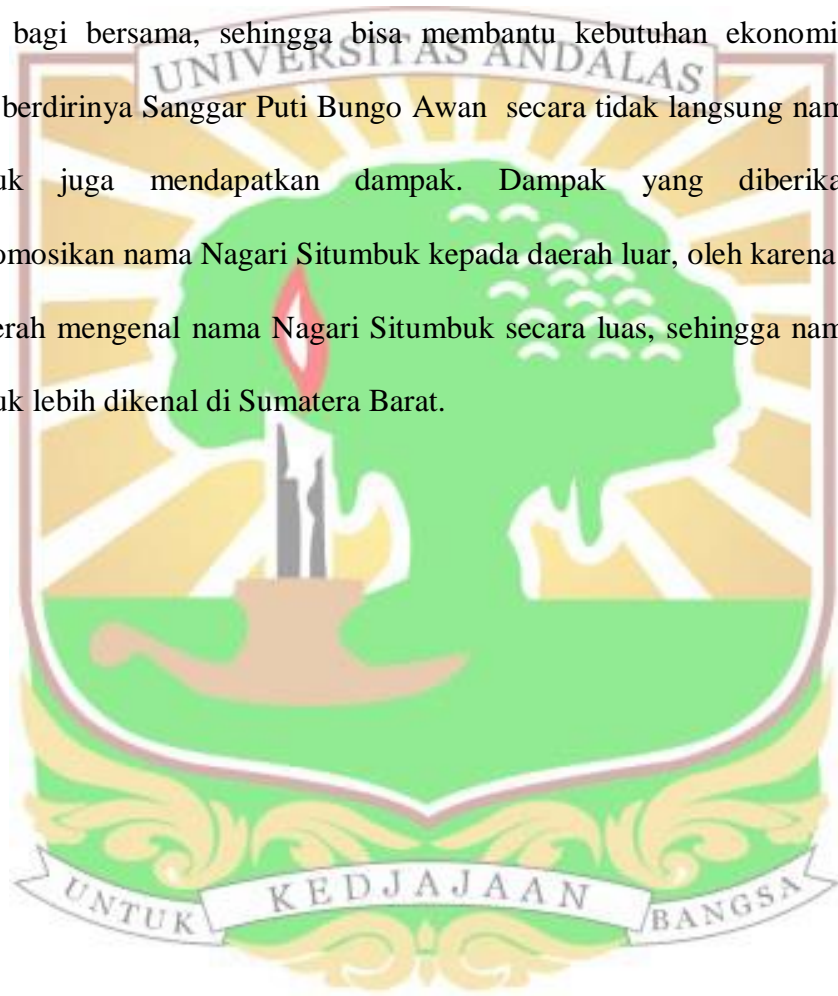 bagi bersama, sehingga bisa membantu kebutuhan ekonomi
UNIVERSITAS ANDALAS
berdirinya Sanggar Puti Bungo Awan secara tidak langsung nam
uk juga mendapatkan dampak. Dampak yang diberika
omosikan nama Nagari Situmbuk kepada daerah luar, oleh karena
erah mengenal nama Nagari Situmbuk secara luas, sehingga nam
uk lebih dikenal di Sumatera Barat.
UNTUK KEDJAJAAN BANGSA